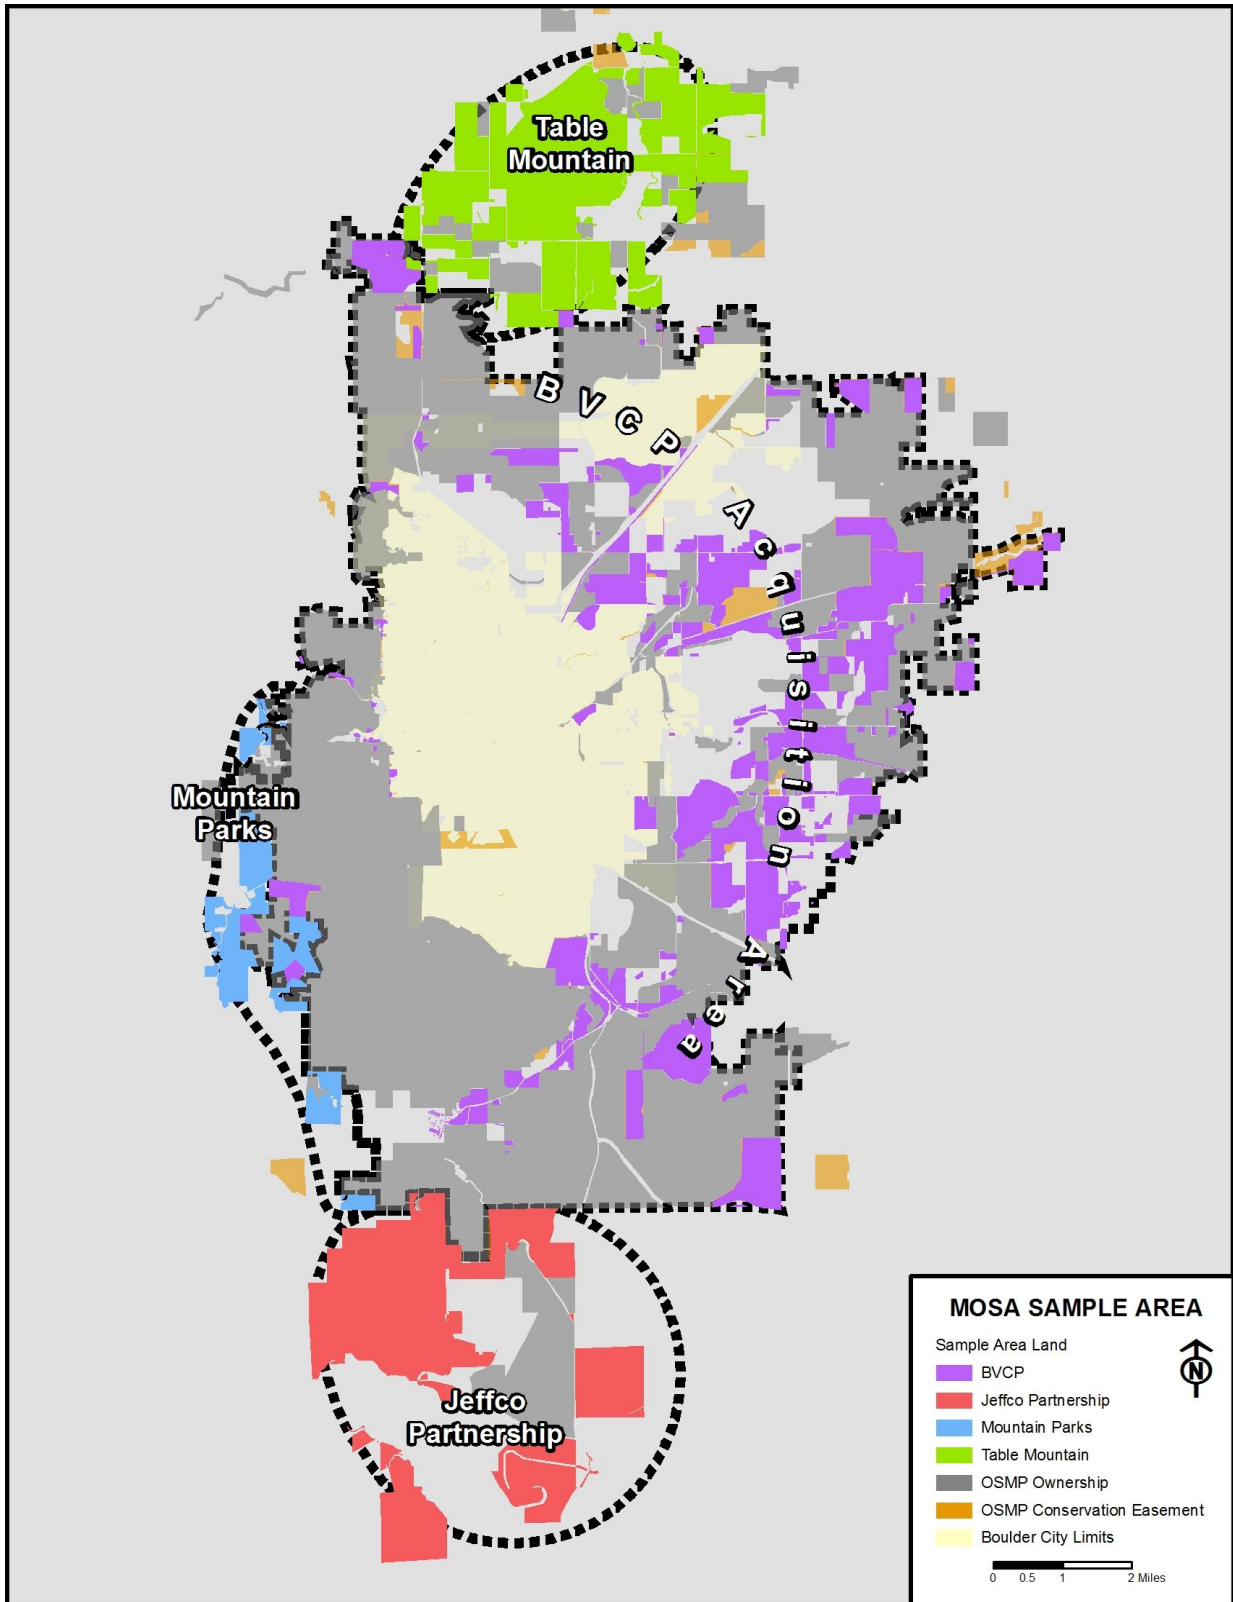 Table
Mountain
BVCP Acquisition Area
Mountain
Parks
Jeffco
Partnership
MOSA SAMPLE AREA
Sample Area Land
N
BVCP
Jeffco Partnership
Mountain Parks
Table Mountain
OSMP Ownership
OSMP Conservation Easement
Boulder City Limits
0 0.5 1 2 Miles